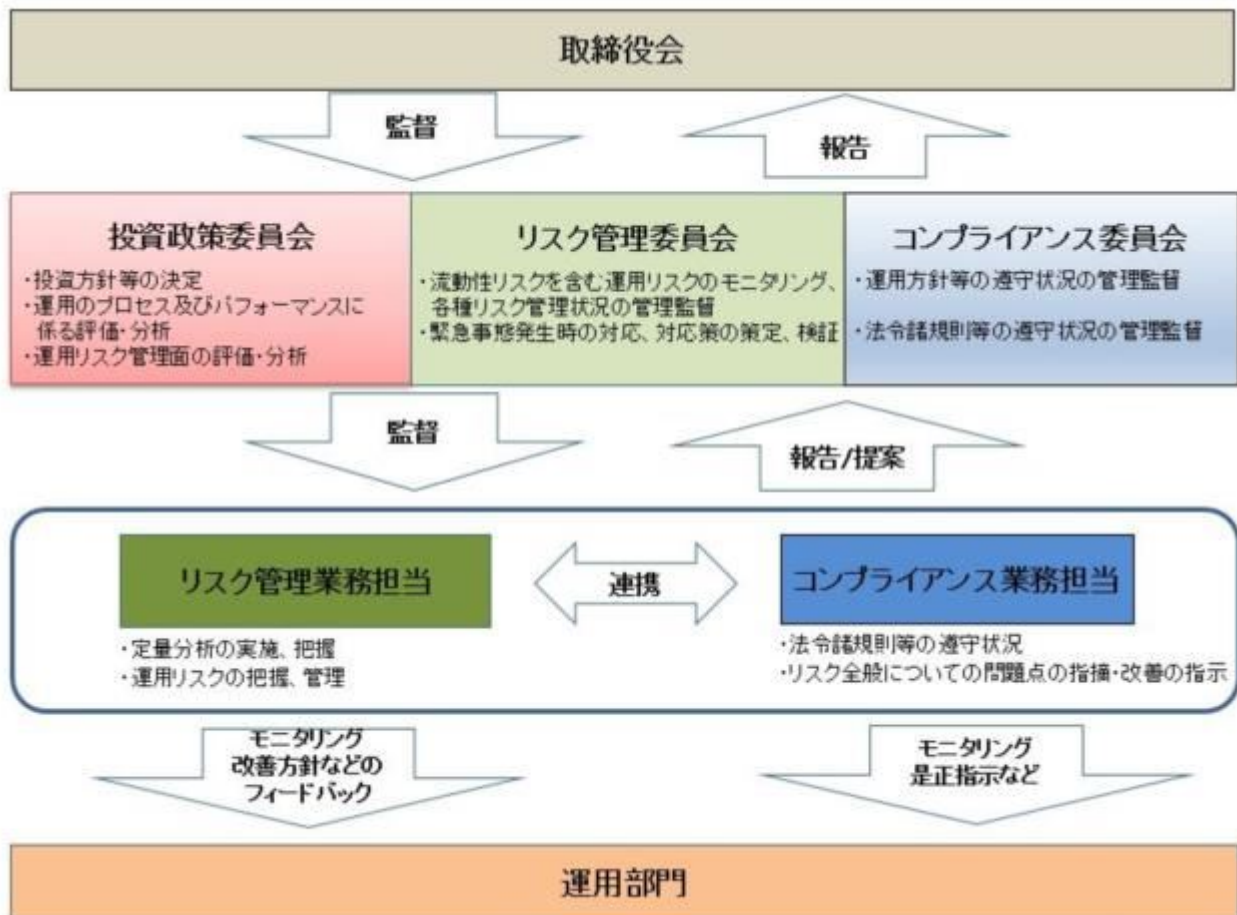 取締役会
監督
報告
投資政策委員会
・投資方針等の決定
・運用のプロセス及びパフォーマンスに
係る評価・分析
・運用リスク管理面の評価・分析
リスク管理委員会
・流動性リスクを含む運用リスクのモニタリング、
各種リスク管理状況の管理監督
・緊急事態発生時の対応、対応策の策定、検証
コンプライアンス委員会
・運用方針等の遵守状況の管理監督
・法令諸規則等の遵守状況の管理監督
監督
報告/提案
リスク管理業務担当
・定量分析の実施、把握
・運用リスクの把握、管理
連携
コンプライアンス業務担当
・法令諸規則等の遵守状況
・リスク全般についての問題点の指摘・改善の指示
モニタリング
改善方針などの
フィードバック
モニタリング
是正指示など
運用部門